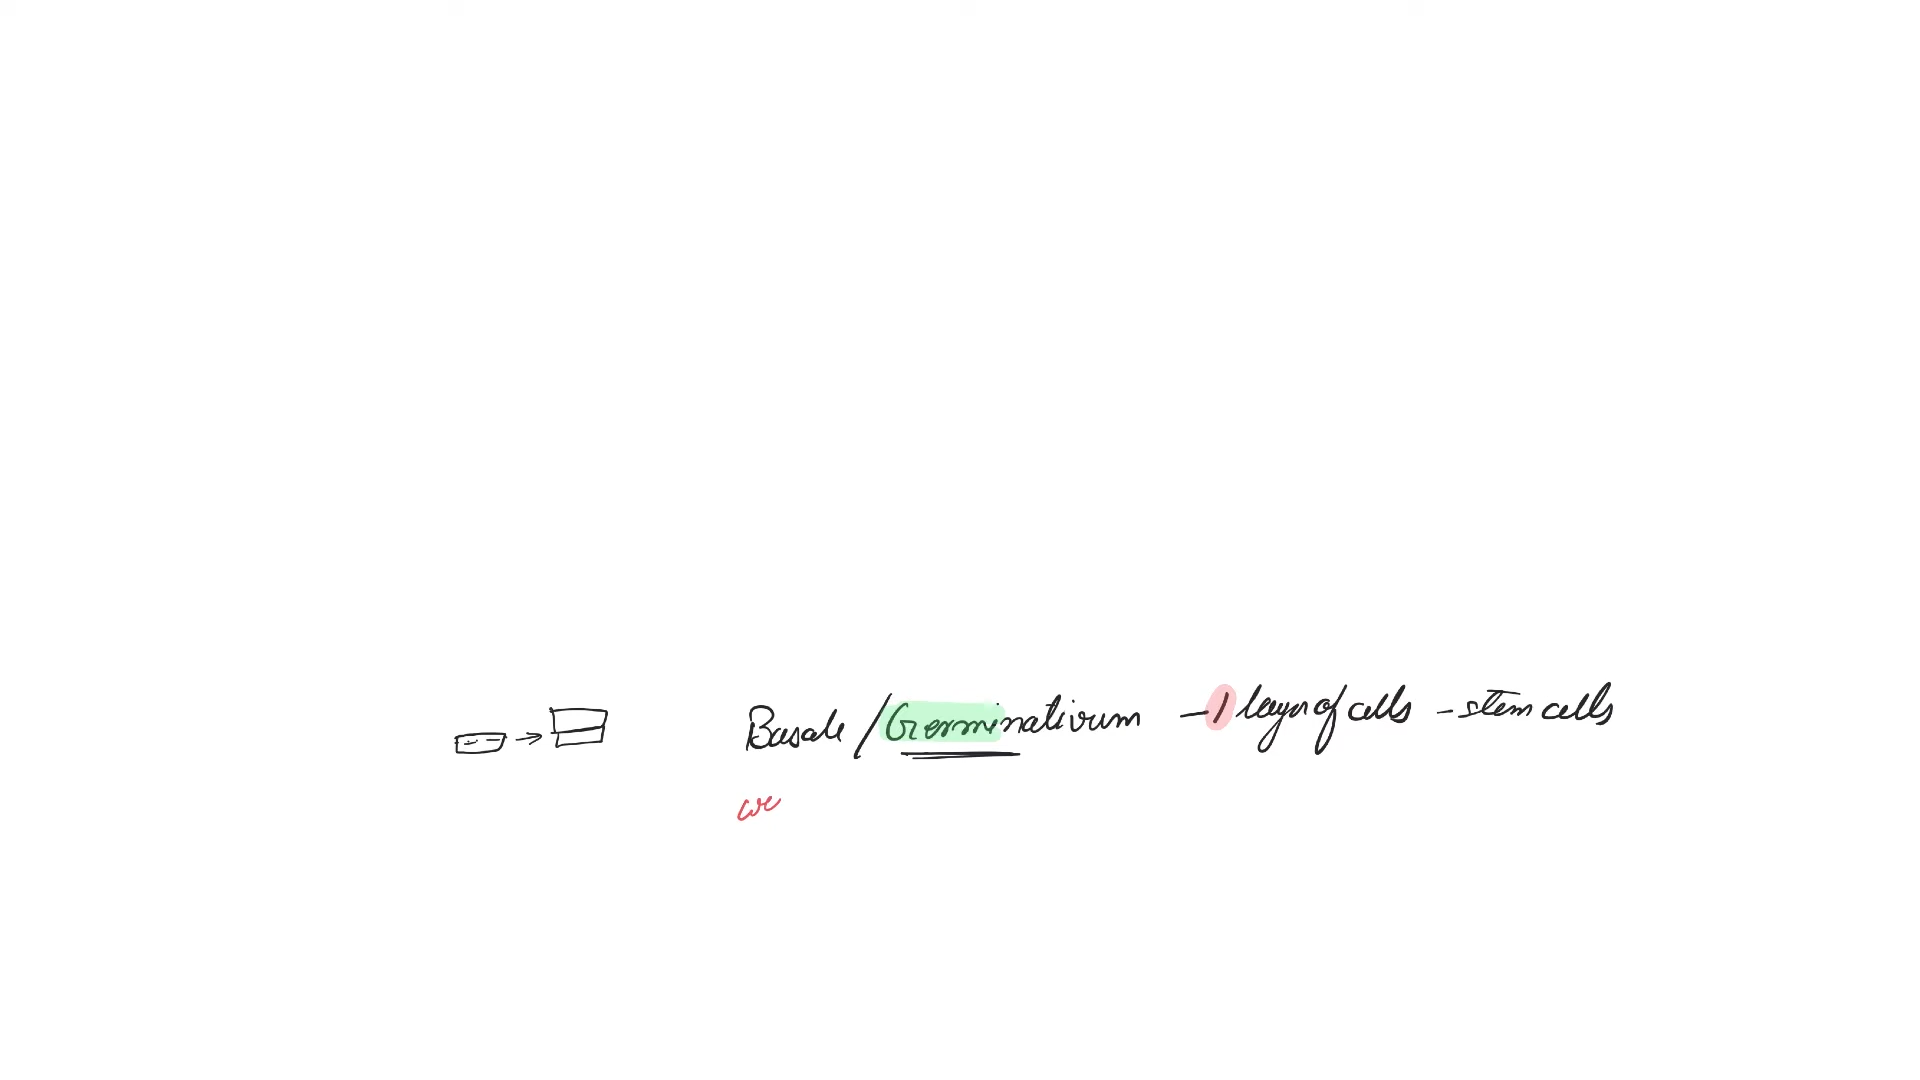 Basale / Germinativum - 1 layer of cells - stem cells
we